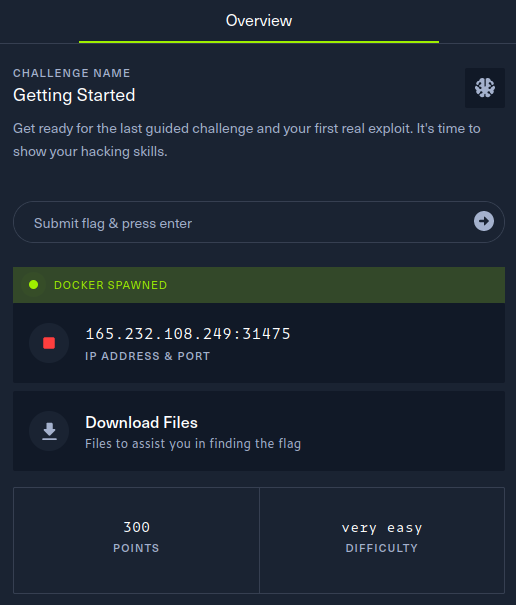 Overview
CHALLENGE NAME
Getting Started
Get ready for the last guided challenge and your first real exploit. It's time to
show your hacking skills.
Submit flag & press enter
DOCKER SPAWNED
165.232.108.249:31475
IP ADDRESS & PORT
Download Files
Files to assist you in finding the flag
300
POINTS
very easy
DIFFICULTY